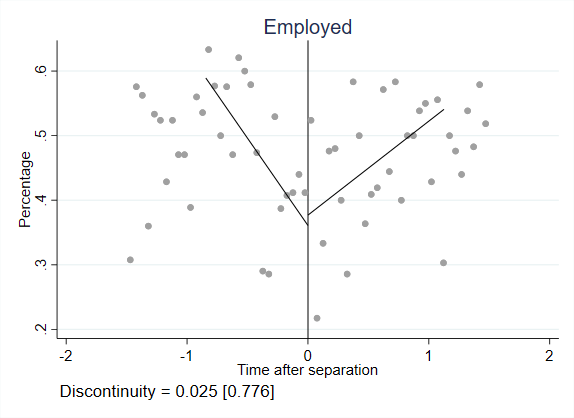 Employed
Percentage
.6
.5
.4
.3
.2
-2 -1 0 1 2
Time after separation
Discontinuity = 0.025 [0.776]